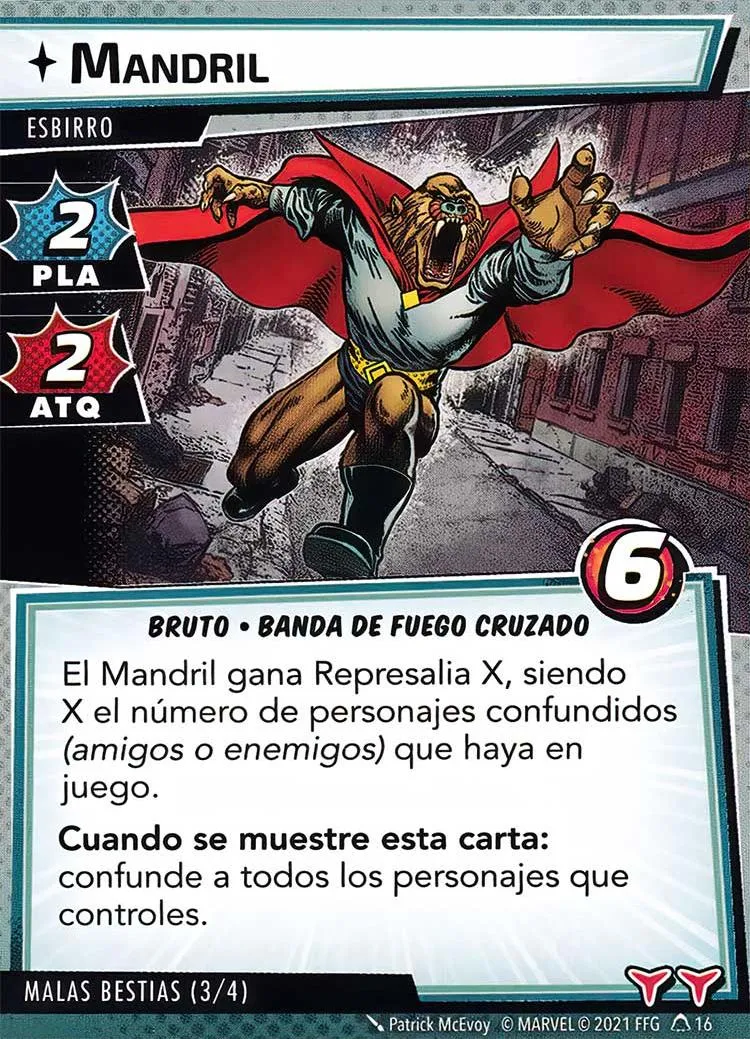 MANDRIL
ESBIRRO
2
PLA
2
ATQ
6
BRUTO • BANDA DE FUEGO CRUZADO
El Mandril gana Represalia X, siendo
X el número de personajes confundidos
(amigos o enemigos) que haya en
juego.
Cuando se muestre esta carta:
confunde a todos los personajes que
controles.
MALAS BESTIAS (3/4)
Patrick McEvoy © MARVEL © 2021 FFG 16